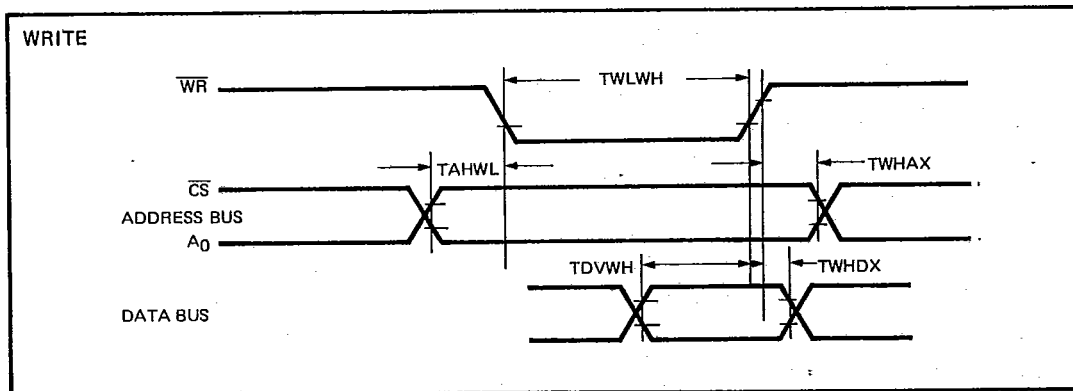 WRITE
WR
TWLWH
TAHWL
TWHAX
CS
ADDRESS BUS
A0
TDVWH
TWHDX
DATA BUS